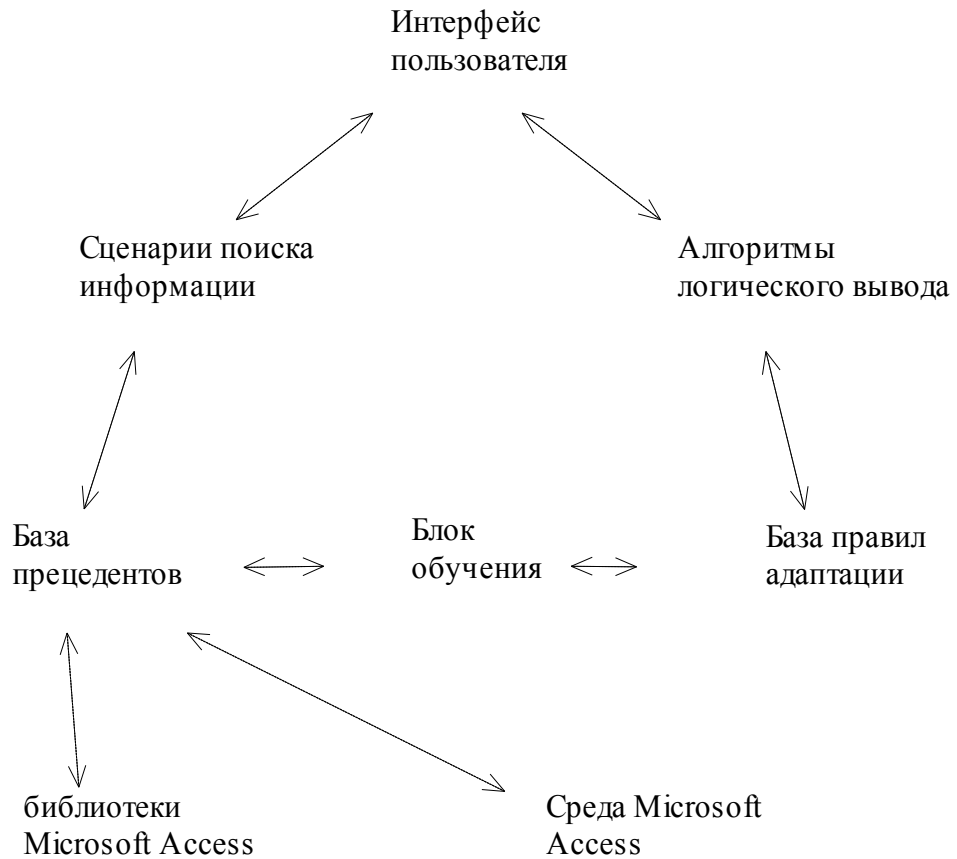 Интерфейс
пользователя
Сценарии поиска
информации
Алгоритмы
логического вывода
База
прецедентов
Блок
обучения
База правил
адаптации
библиотеки
Microsoft Access
Среда Microsoft
Access